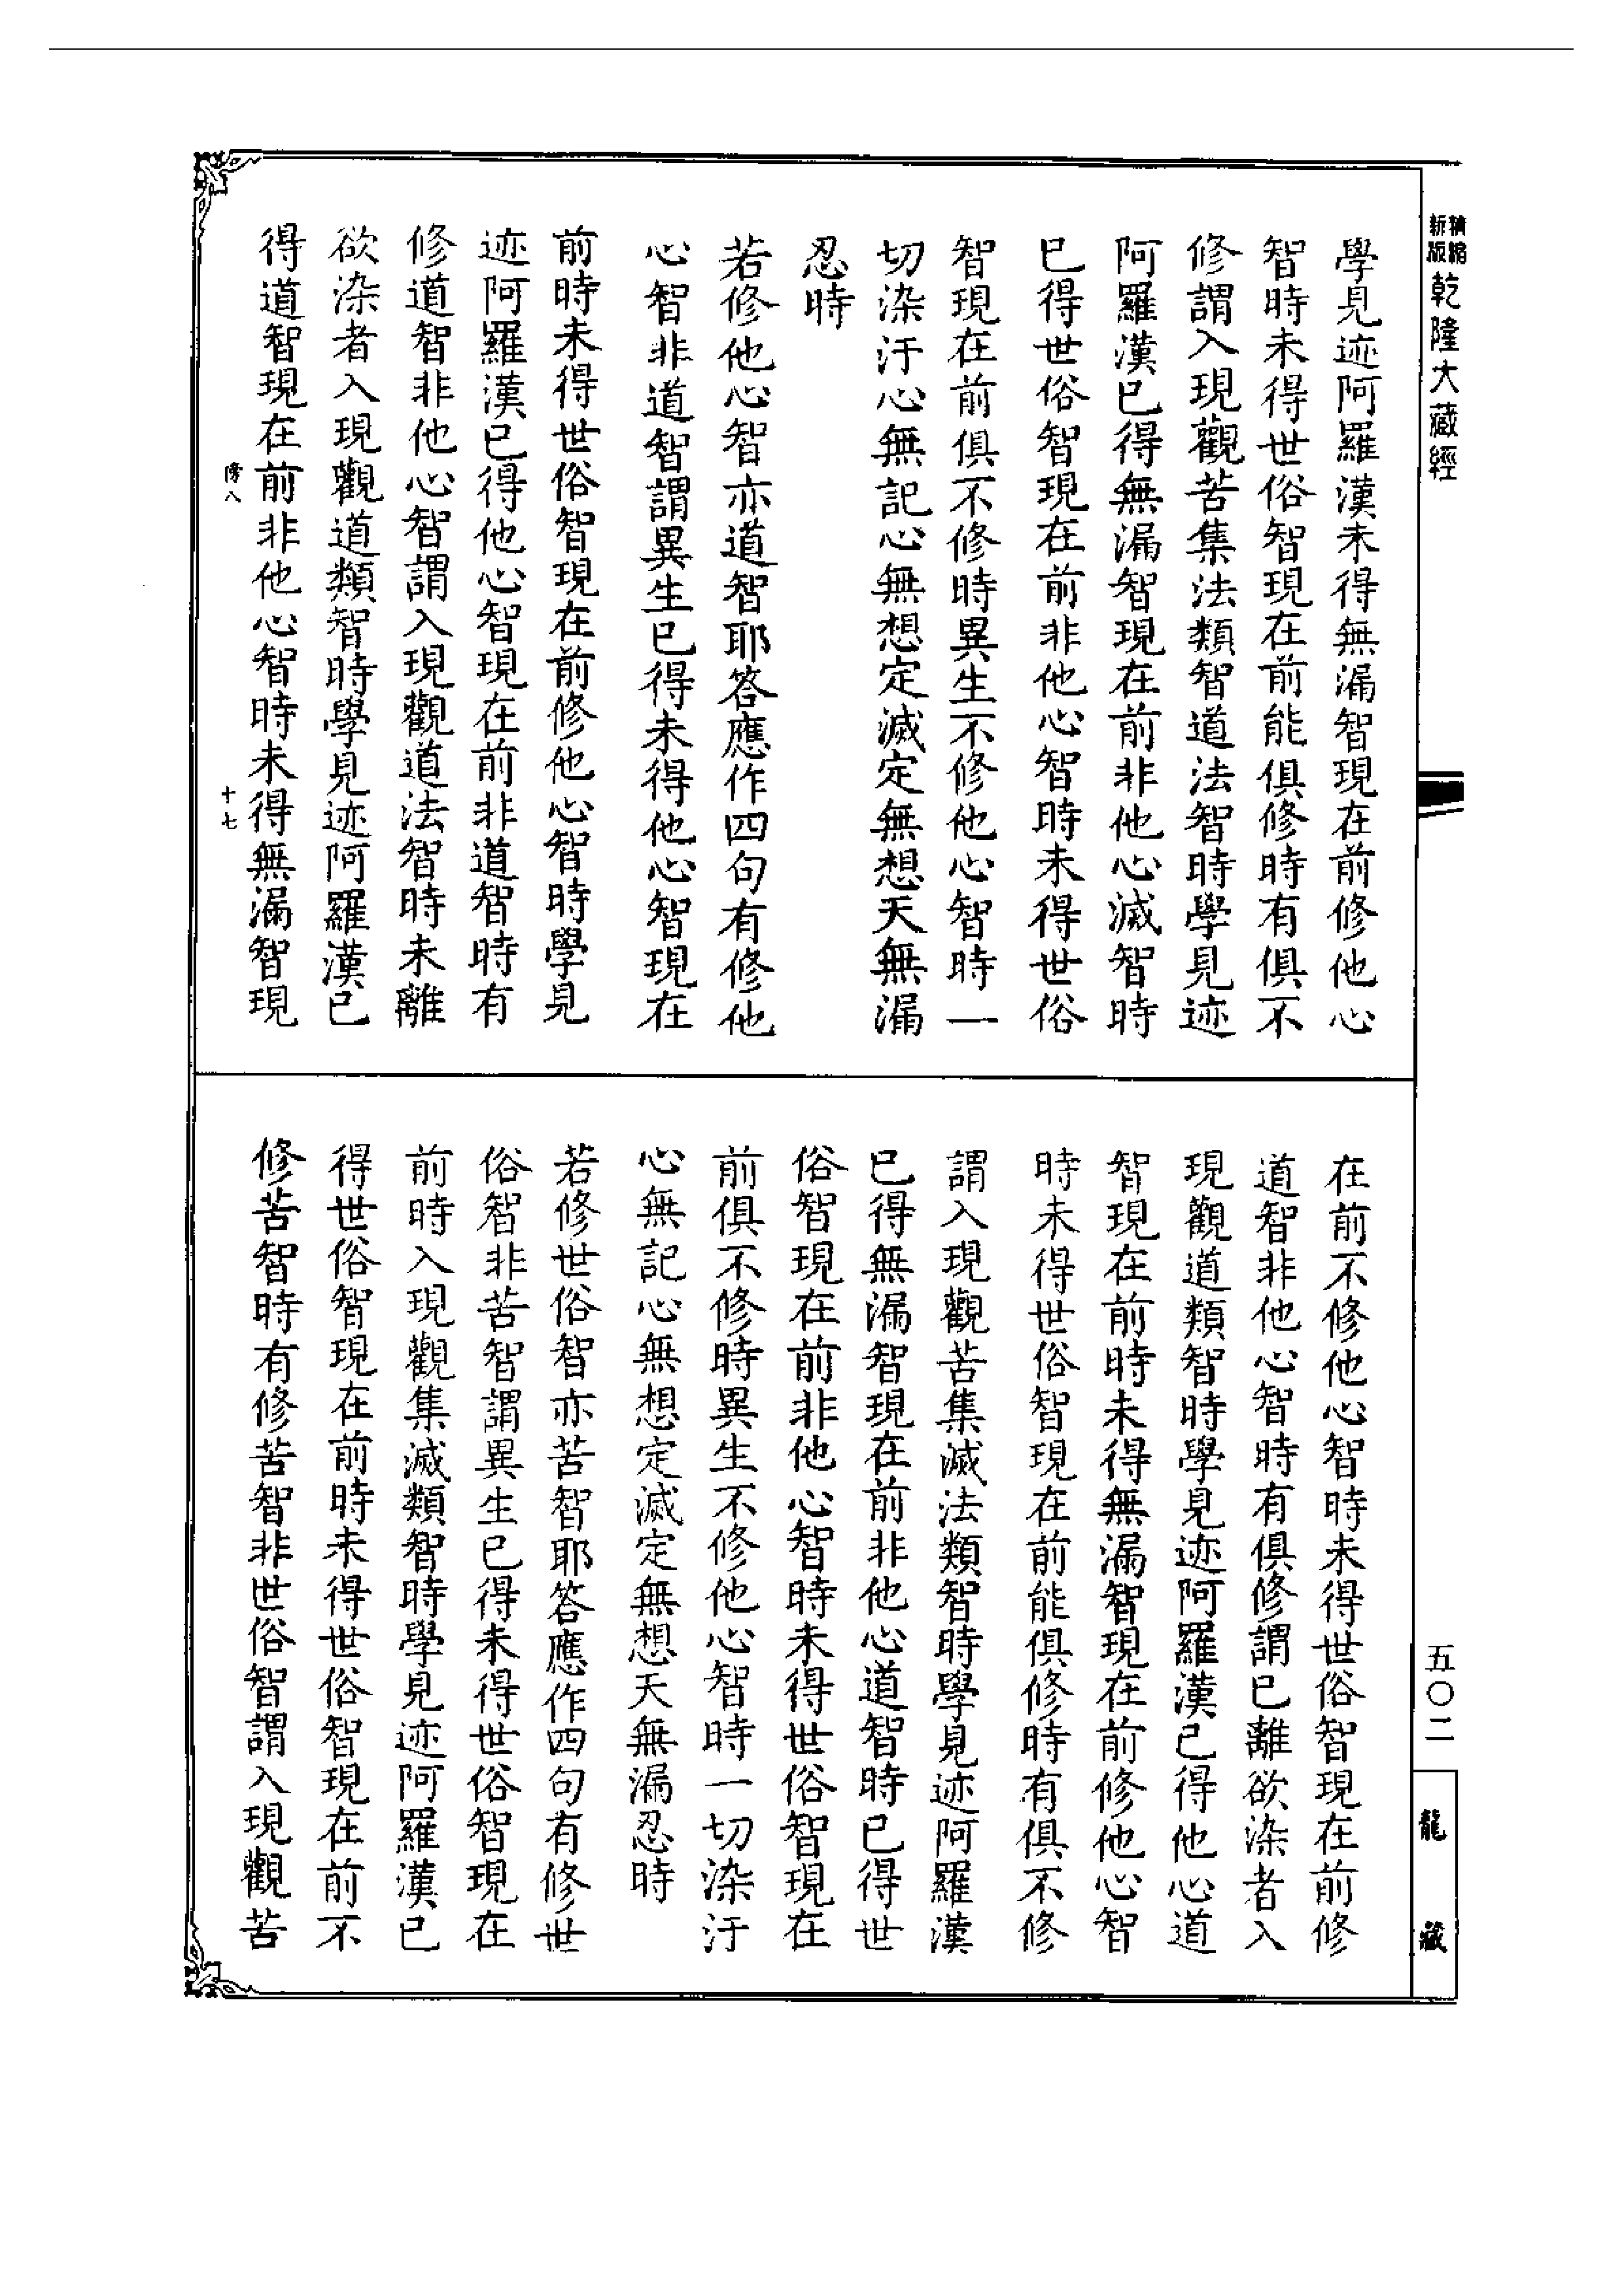 精縮新版乾隆大藏經
學見迹阿羅漢未得無漏智現在前修他心
智時未得世俗智現在前能俱修時有俱不
修謂入現觀苦集法類智道法智時學見迹
阿羅漢已得無漏智現在前非他心滅智時
已得世俗智現在前非他心智時未得世俗
智現在前俱不修時異生不修他心智時一
切染汙心無記心無想定滅定無想天無漏
忍時
若修他心智亦道智耶答應作四句有修他
心智非道智謂異生已得未得他心智現在
前時未得世俗智現在前修他心智時學見
迹阿羅漢已得他心智現在前非道智時有
修道智非他心智謂入現觀道法智時未離
欲染者入現觀道類智時學見迹阿羅漢已
得道智現在前非他心智時未得無漏智現
傍八
十七
在前不修他心智時未得世俗智現在前修
道智非他心智時有俱修謂已離欲染者入
現觀道類智時學見迹阿羅漢已得他心道
智現在前時未得無漏智現在前修他心智
時未得世俗智現在前能俱修時有俱不修
謂入現觀苦集滅法類智時學見迹阿羅漢
已得無漏智現在前非他心道智時已得世
俗智現在前非他心智時未得世俗智現在
前俱不修時異生不修他心智時一切染汙
心無記心無想定滅定無想天無漏忍時
若修世俗智亦苦智耶答應作四句有修世
俗智非苦智謂異生已得未得世俗智現在
前時入現觀集滅類智時學見迹阿羅漢已
得世俗智現在前時未得世俗智現在前不
修苦智時有修苦智非世俗智謂入現觀苦
五〇二
龍藏